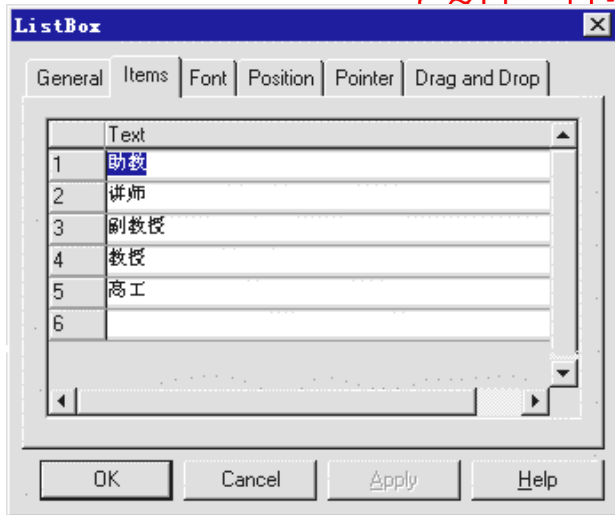 ListBox
General Items Font Position Pointer Drag and Drop
Text
1 助教
2 讲师
3 副教授
4 教授
5 高工
6
OK Cancel Apply Help